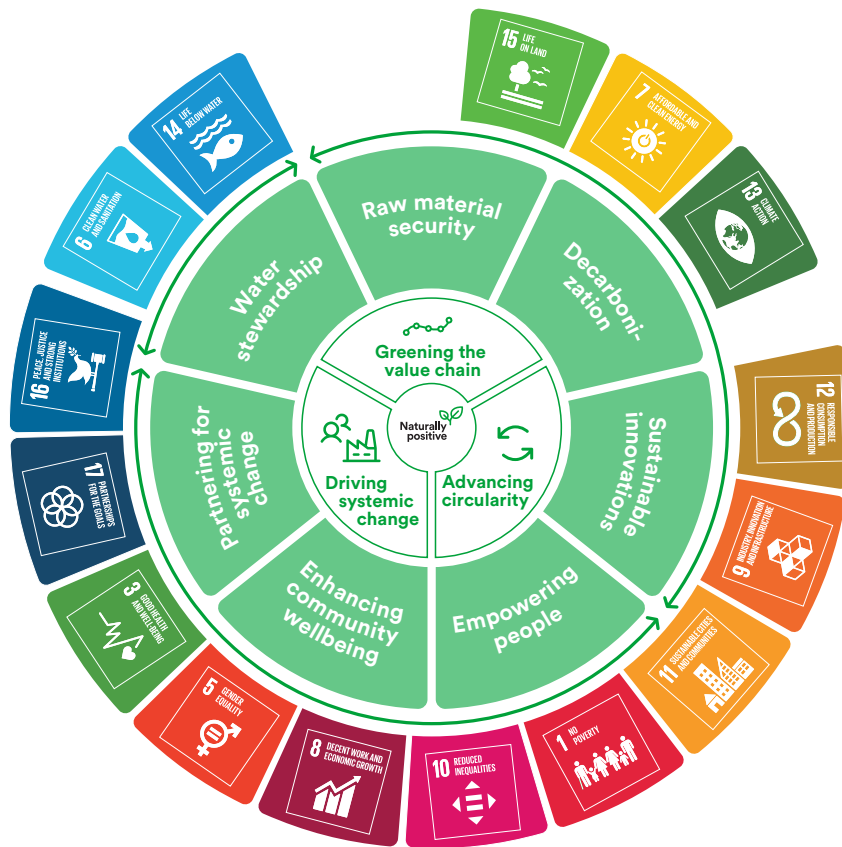 15 LIFE
ON LAND
7 AFFORDABLE AND
CLEAN ENERGY
13 CLIMATE
ACTION
12 RESPONSIBLE
CONSUMPTION
AND PRODUCTION
9 INDUSTRY, INNOVATION
AND INFRASTRUCTURE
11 SUSTAINABLE CITIES
AND COMMUNITIES
1 NO
POVERTY
10 REDUCED
INEQUALITIES
8 DECENT WORK AND
ECONOMIC GROWTH
5 GENDER
EQUALITY
3 GOOD HEALTH
AND WELL-BEING
17 PARTNERSHIPS
FOR THE GOALS
16 PEACE, JUSTICE
AND STRONG
INSTITUTIONS
6 CLEAN WATER
AND SANITATION
14 LIFE
BELOW WATER
Raw material
security
Decarboni-
zation
Sustainable
innovations
Empowering
people
Enhancing
community
wellbeing
Partnering for
systemic
change
Water
stewardship
Greening the
value chain
Advancing
circularity
Driving
systemic
change
Naturally
positive